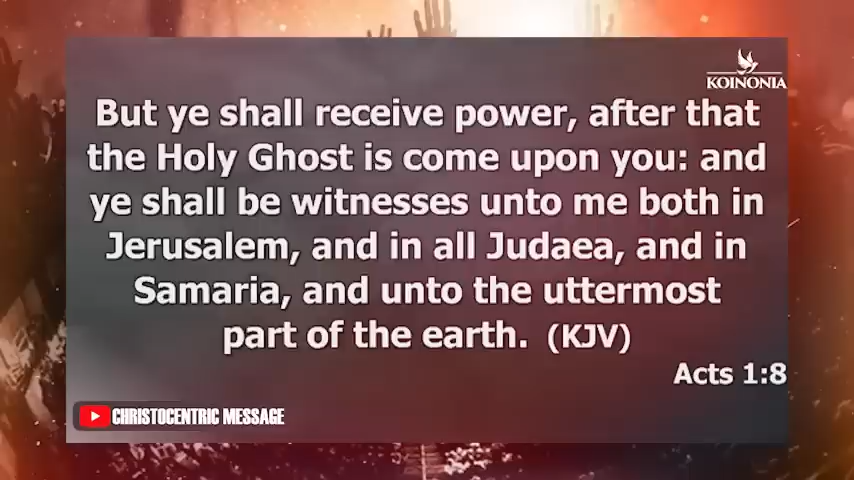 KOINONIA
But ye shall receive power, after that
the Holy Ghost is come upon you: and
ye shall be witnesses unto me both in
Jerusalem, and in all Judaea, and in
Samaria, and unto the uttermost
part of the earth. (KJV)
Acts 1:8
CHRISTOCENTRIC MESSAGE